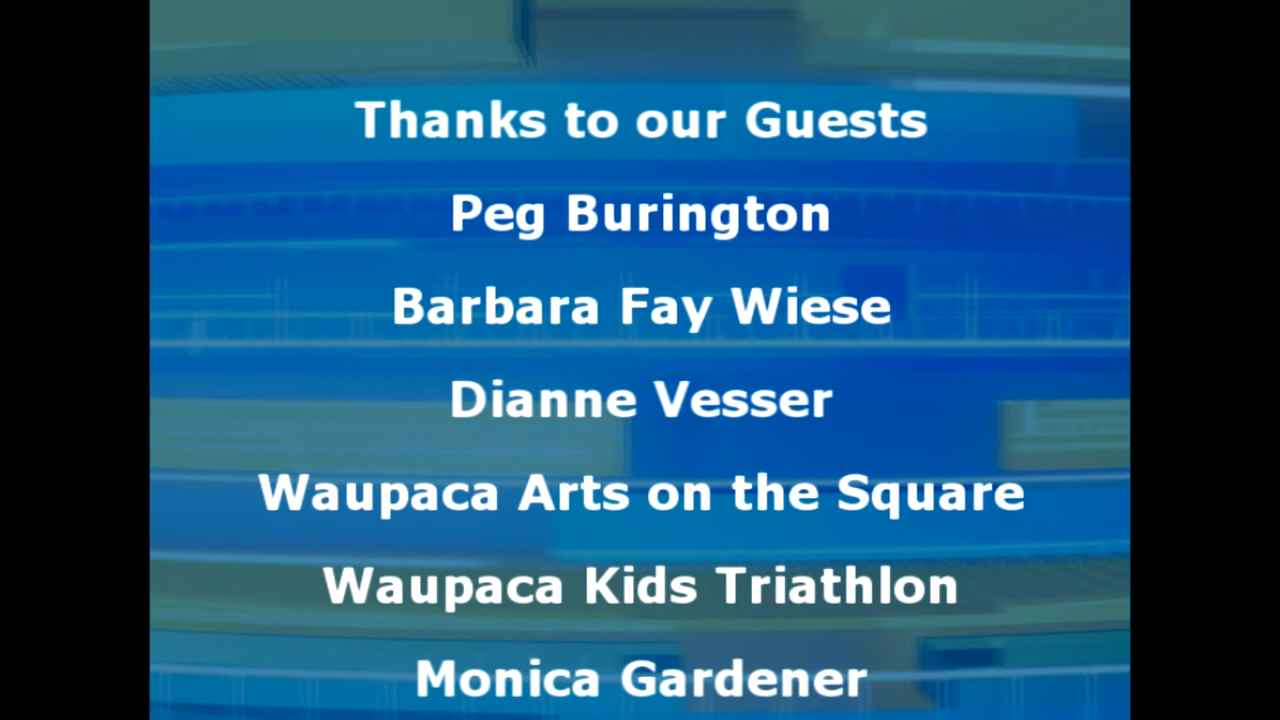 Thanks to our Guests
Peg Burington
Barbara Fay Wiese
Dianne Vesser
Waupaca Arts on the Square
Waupaca Kids Triathlon
Monica Gardener